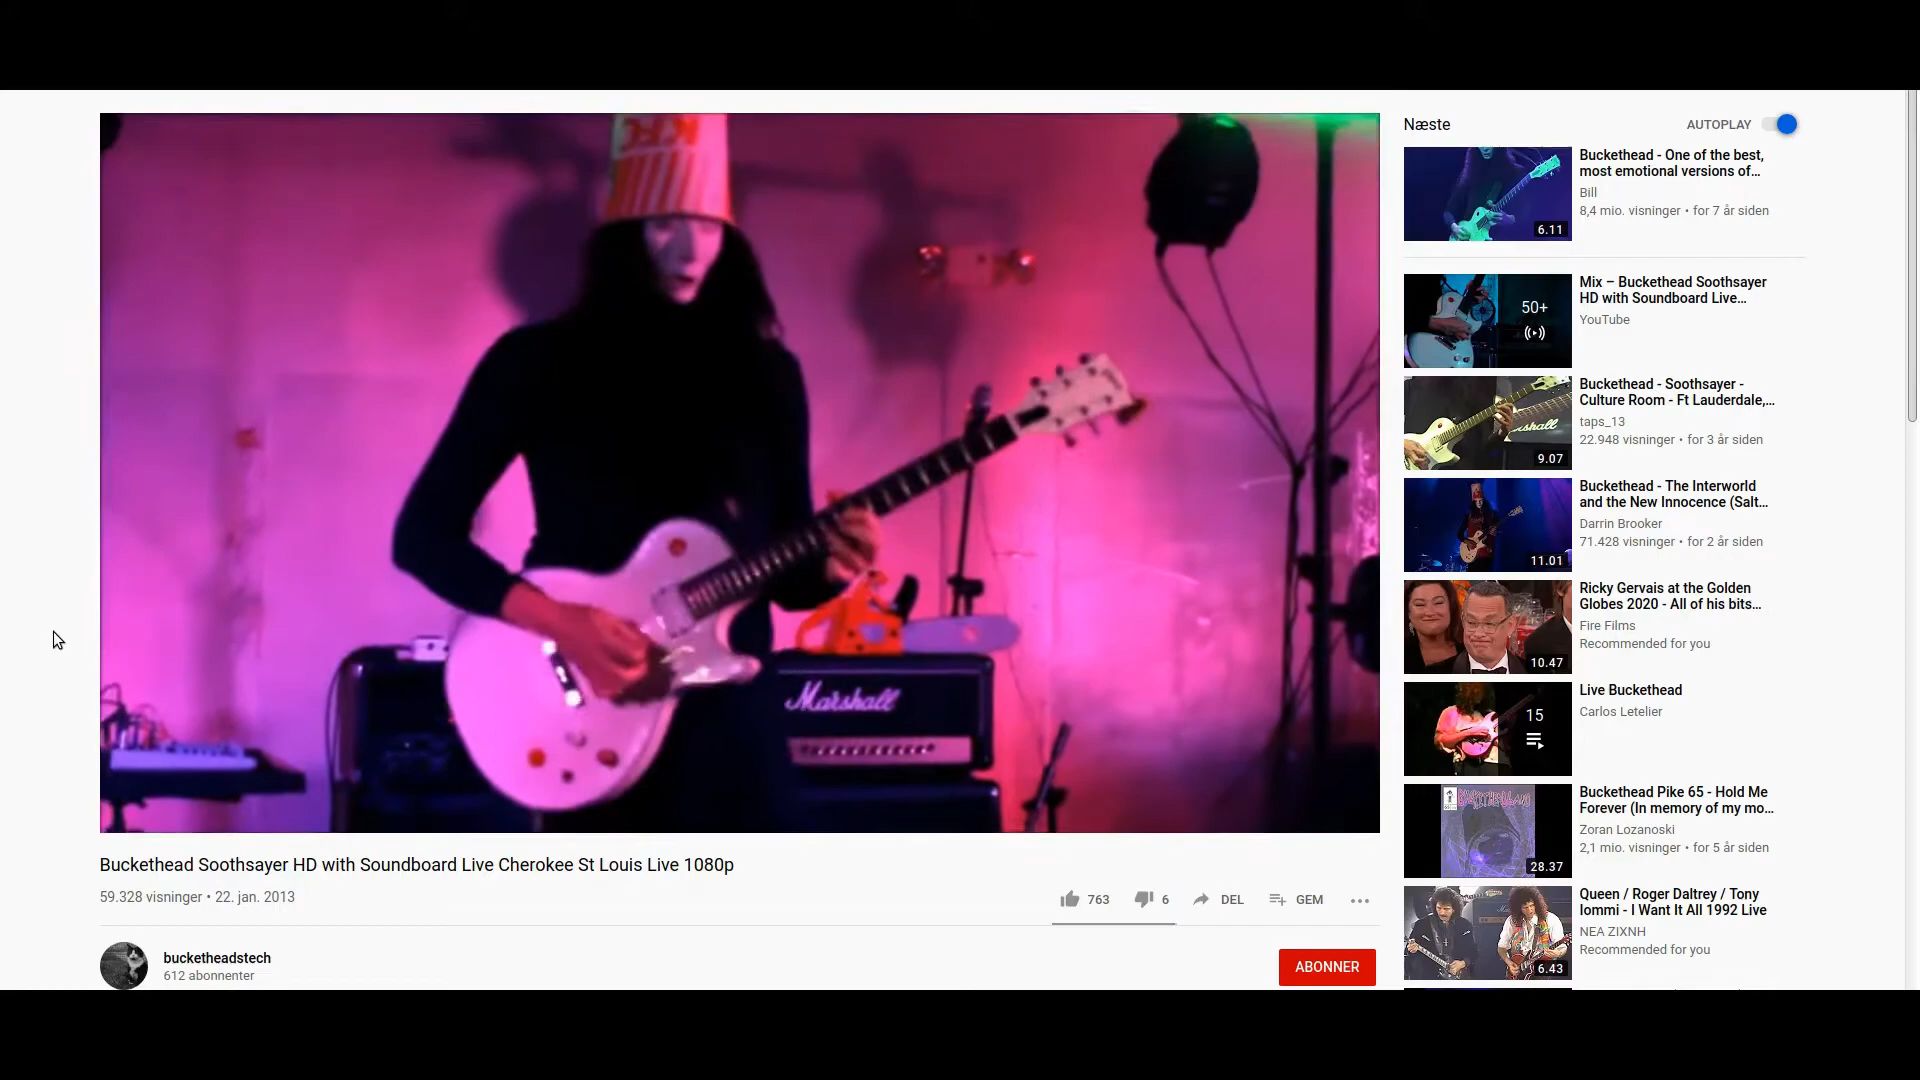 KFC
Marshall
Buckethead Soothsayer HD with Soundboard Live Cherokee St Louis Live 1080p
59.328 visninger • 22. jan. 2013
763
6
DEL
GEM
bucketheadstech
612 abonnenter
ABONNER
Næste
AUTOPLAY
6.11
Buckethead - One of the best,
most emotional versions of...
Bill
8,4 mio. visninger • for 7 år siden
50+
Mix – Buckethead Soothsayer
HD with Soundboard Live...
YouTube
9.07
Buckethead - Soothsayer -
Culture Room - Ft Lauderdale,...
taps_13
22.948 visninger • for 3 år siden
11.01
Buckethead - The Interworld
and the New Innocence (Salt...
Darrin Brooker
71.428 visninger • for 2 år siden
10.47
Ricky Gervais at the Golden
Globes 2020 - All of his bits...
Fire Films
Recommended for you
15
Live Buckethead
Carlos Letelier
28.37
Buckethead Pike 65 - Hold Me
Forever (In memory of my mo...
Zoran Lozanoski
2,1 mio. visninger • for 5 år siden
6.43
Queen / Roger Daltrey / Tony
Iommi - I Want It All 1992 Live
NEA ZIXNH
Recommended for you